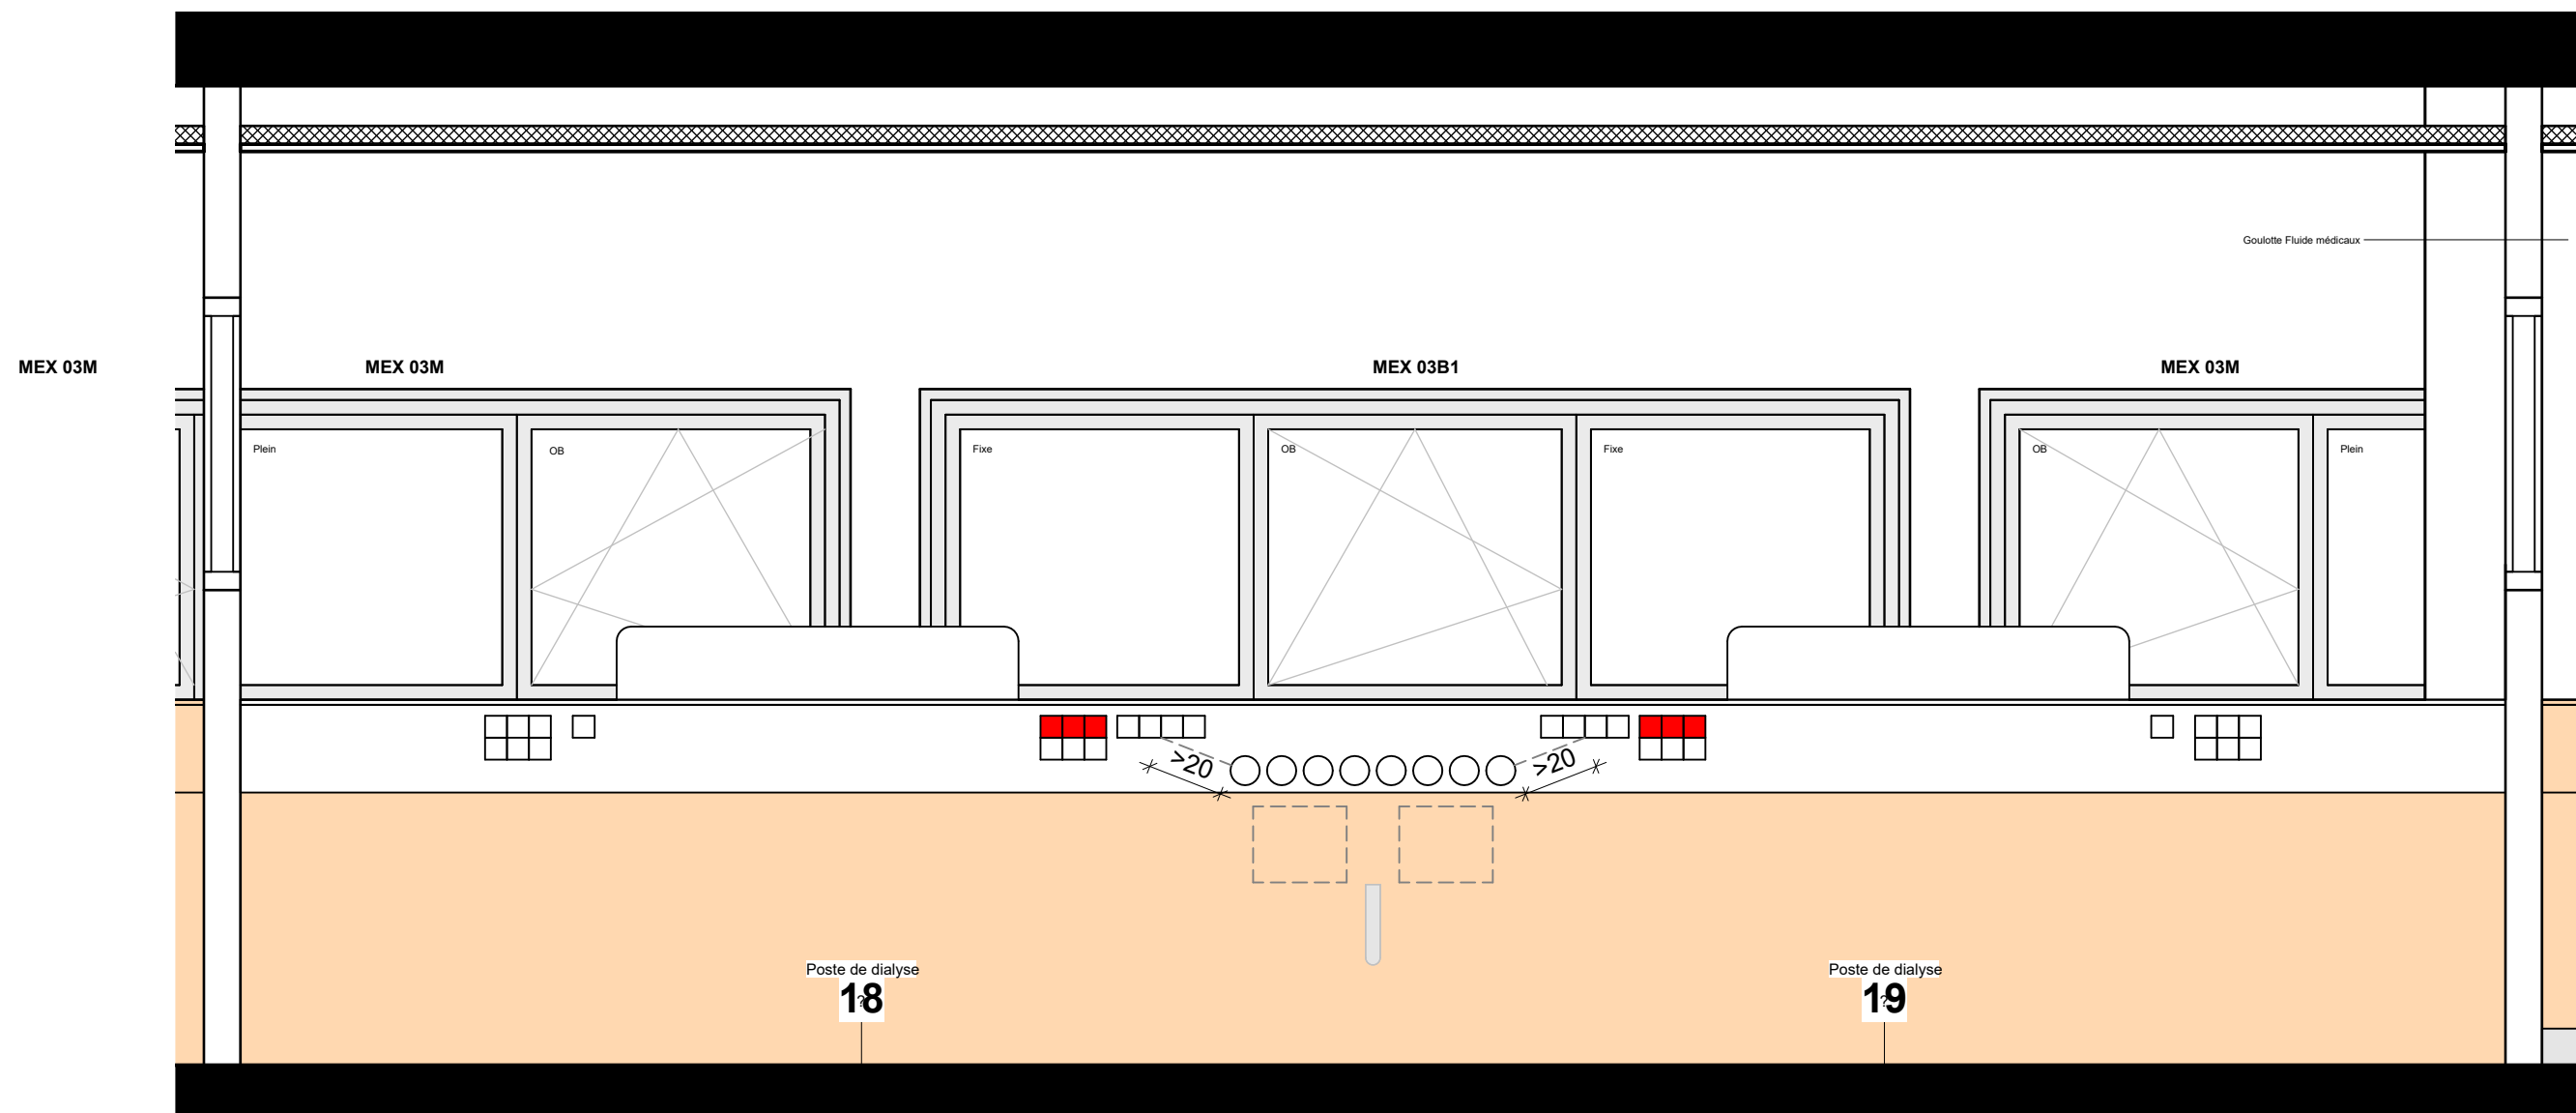 Goulotte Fluide médicaux
MEX 03M
MEX 03M
MEX 03B1
MEX 03M
Plein
OB
Fixe
OB
Fixe
OB
Plein
>20
>20
Poste de dialyse
18
?
Poste de dialyse
19
?